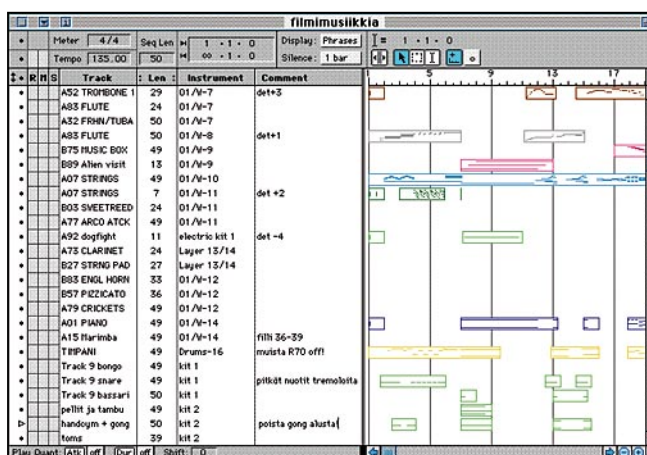 filmimusiikkia
Meter 4/4 Seq Len 1 · 1 · 0 Display: Phrases = 1 · 1 · 0
Tempo 135.00 50 ∞ 1 · 1 · 0 Silence: 1 bar
R M S Track Len Instrument Comment 1 5 9 13 17
A52 TROMBONE 1 29 01/W-7 det+3
A83 FLUTE 24 01/W-7
A32 FRHN/TUBA 50 01/W-7
A83 FLUTE 50 01/W-8 det+1
B75 MUSIC BOX 49 01/W-9
B89 Alien visit 13 01/W-9
A07 STRINGS 49 01/W-10
A07 STRINGS 7 01/W-11 det +2
B03 SWEETREED 24 01/W-11
A77 ARCO ATCK 49 01/W-11
A92 dogfight 11 electric kit 1 det -4
A73 CLARINET 24 Layer 13/14
B27 STRNG PAD 27 Layer 13/14
B83 ENGL HORN 33 01/W-12
B57 PIZZICATO 36 01/W-12
A79 CRICKETS 49 01/W-12
A01 PIANO 49 01/W-14
A15 Marimba 49 01/W-14 filli 36-39
TIMPANI 49 Drums-16 muista R70 off!
Track 9 bongo 49 kit 1
Track 9 snare 49 kit 1 pitkät nuotit tremoloita
Track 9 bassari 50 kit 1
pellit ja tambu 49 kit 2
handcym + gong 50 kit 2 poista gong alusta!
toms 39 kit 2
Play Quant: Atk off Dur off Shift: 0